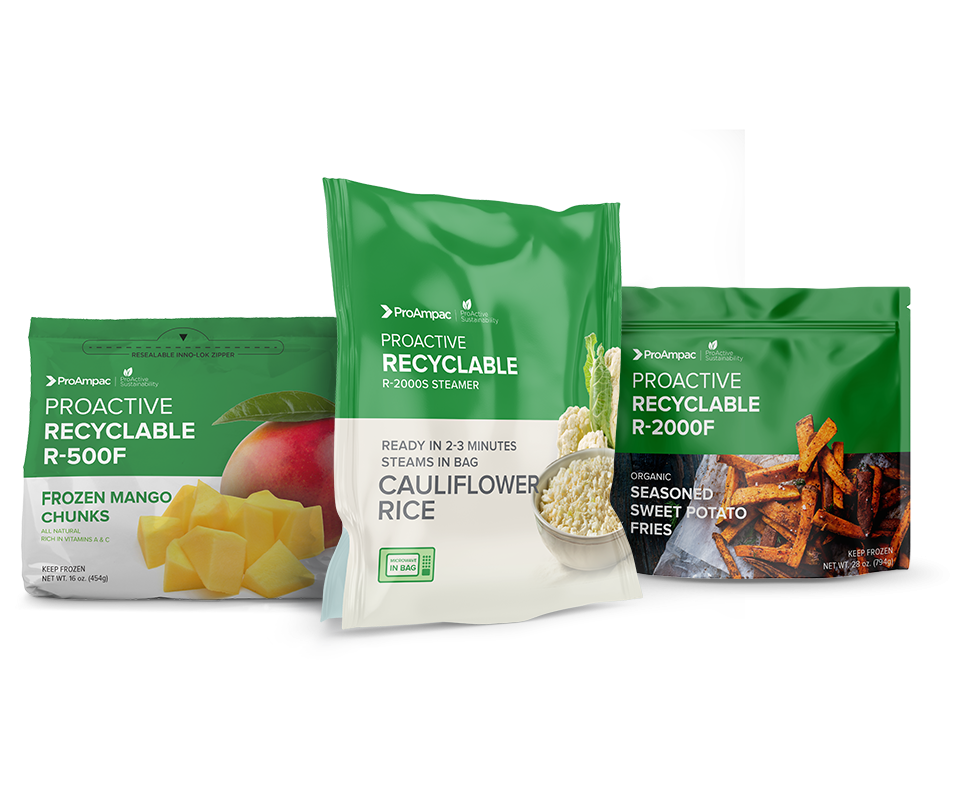 RESEALABLE INNO-LOK ZIPPER
ProAmpac
ProActive
Sustainability
PROACTIVE
RECYCLABLE
R-500F
FROZEN MANGO
CHUNKS
ALL NATURAL
RICH IN VITAMINS A & C
KEEP FROZEN
NET WT. 16 oz. (454g)
ProAmpac
ProActive
Sustainability
PROACTIVE
RECYCLABLE
R-2000S STEAMER
READY IN 2-3 MINUTES
STEAMS IN BAG
CAULIFLOWER
RICE
MICROWAVE
IN BAG
ProAmpac
ProActive
Sustainability
PROACTIVE
RECYCLABLE
R-2000F
ORGANIC
SEASONED
SWEET POTATO
FRIES
KEEP FROZEN
NET WT. 28 oz. (794g)